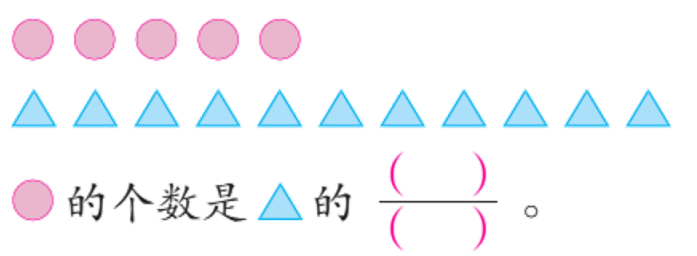 的个数是 的 ( )/( ) 。